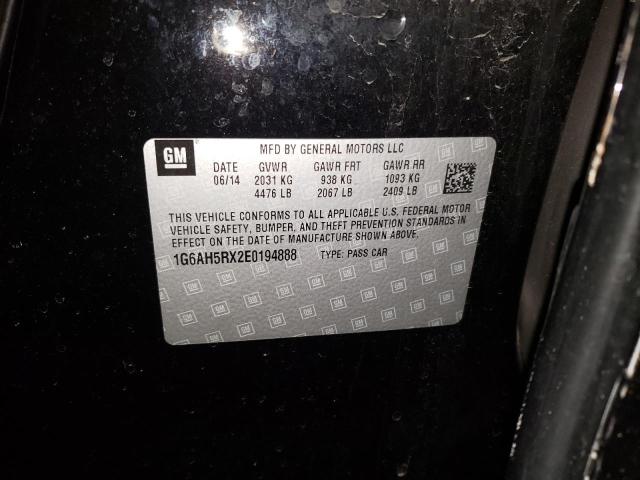 GM
MFD BY GENERAL MOTORS LLC
DATE GVWR GAWR FRT GAWR RR
06/14 2031 KG 938 KG 1093 KG
4476 LB 2067 LB 2409 LB
THIS VEHICLE CONFORMS TO ALL APPLICABLE U.S. FEDERAL MOTOR
VEHICLE SAFETY, BUMPER, AND THEFT PREVENTION STANDARDS IN
EFFECT ON THE DATE OF MANUFACTURE SHOWN ABOVE.
1G6AH5RX2E0194888 TYPE: PASS CAR